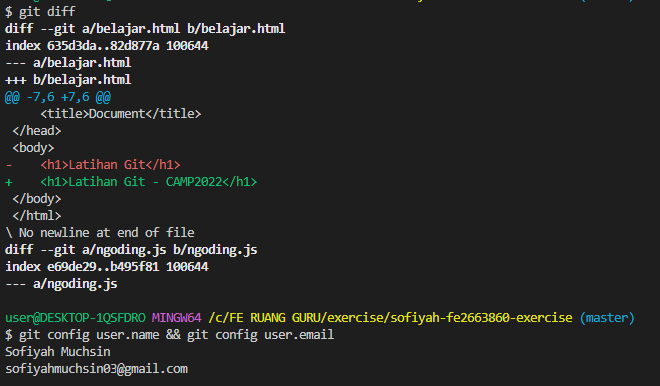 $ git diff
diff --git a/belajar.html b/belajar.html
index 635d3da..82d877a 100644
--- a/belajar.html
+++ b/belajar.html
@@ -7,6 +7,6 @@
    <title>Document</title>
 </head>
 <body>
-    <h1>Latihan Git</h1>
+    <h1>Latihan Git - CAMP2022</h1>
 </body>
 </html>
\ No newline at end of file
diff --git a/ngoding.js b/ngoding.js
index e69de29..b495f81 100644
--- a/ngoding.js
user@DESKTOP-1QSFDRO MINGW64 /c/FE RUANG GURU/exercise/sofiyah-fe2663860-exercise (master)
$ git config user.name && git config user.email
Sofiyah Muchsin
sofiyahmuchsin03@gmail.com